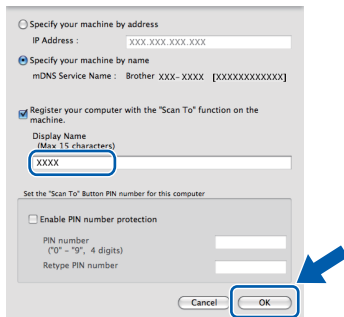 Specify your machine by address
IP Address : XXX.XXX.XXX.XXX
Specify your machine by name
mDNS Service Name : Brother XXX-XXXX [XXXXXXXXXXXX]
Register your computer with the "Scan To" function on the
machine.
Display Name
(Max 15 characters)
XXXX
Set the "Scan To" Button PIN number for this computer
Enable PIN number protection
PIN number
("0" - "9", 4 digits)
Retype PIN number
Cancel OK